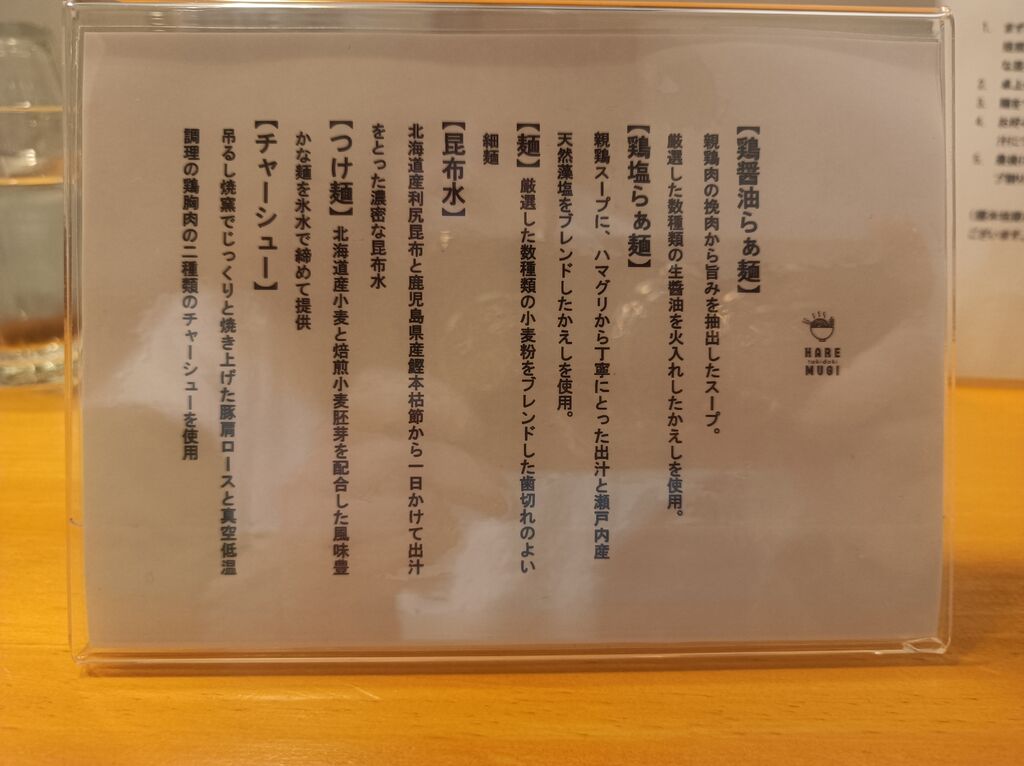 HARE
tokidoki
MUGI
【鶏醤油らぁ麺】
親鶏肉の挽肉から旨みを抽出したスープ。
厳選した数種類の生醤油を火入れしたかえしを使用。
【鶏塩らぁ麺】
親鶏スープに、ハマグリから丁寧にとった出汁と瀬戸内産
天然藻塩をブレンドしたかえしを使用。
【麺】厳選した数種類の小麦粉をブレンドした歯切れのよい
細麺
【昆布水】
北海道産利尻昆布と鹿児島県産鰹本枯節から一日かけて出汁
をとった濃密な昆布水
【つけ麺】北海道産小麦と焙煎小麦胚芽を配合した風味豊
かな麺を氷水で締めて提供
【チャーシュー】
吊るし焼窯でじっくりと焼き上げた豚肩ロースと真空低温
調理の鶏胸肉の二種類のチャーシューを使用